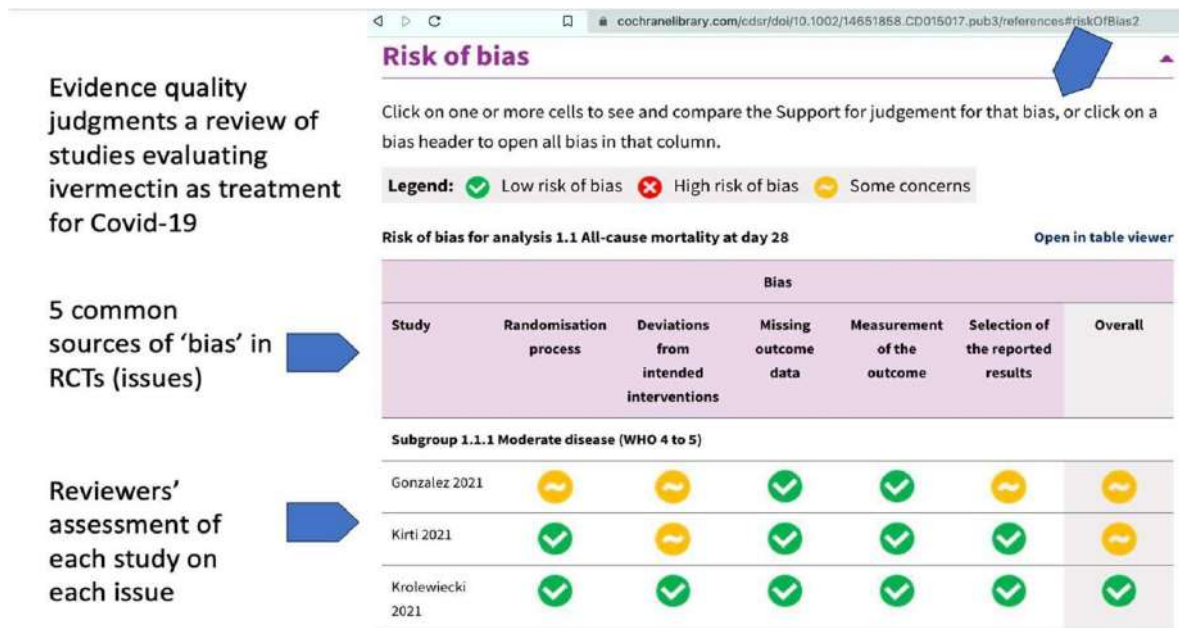 cochranelibrary.com/cdsr/doi/10.1002/14651858.CD015017.pub3/references#riskOfBias2
Evidence quality
judgments a review of
studies evaluating
ivermectin as treatment
for Covid-19
5 common
sources of 'bias' in
RCTs (issues)
Reviewers'
assessment of
each study on
each issue
Risk of bias
Click on one or more cells to see and compare the Support for judgement for that bias, or click on a
bias header to open all bias in that column.
Legend: Low risk of bias High risk of bias Some concerns
Risk of bias for analysis 1.1 All-cause mortality at day 28 Open in table viewer
Bias
Study
Randomisation
process
Deviations
from
intended
interventions
Missing
outcome
data
Measurement
of the
outcome
Selection of
the reported
results
Overall
Subgroup 1.1.1 Moderate disease (WHO 4 to 5)
Gonzalez 2021
Kirti 2021
Krolewiecki
2021